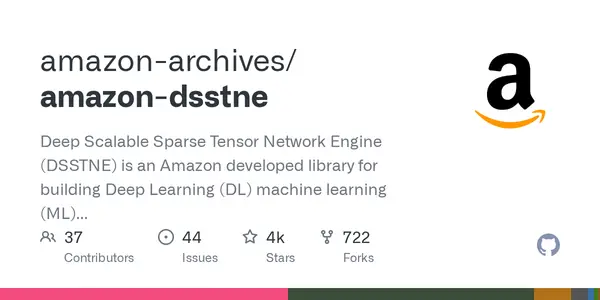 amazon-archives/
amazon-dsstne
a
Deep Scalable Sparse Tensor Network Engine
(DSSTNE) is an Amazon developed library for
building Deep Learning (DL) machine learning
(ML)...
37
Contributors
44
Issues
4k
Stars
722
Forks